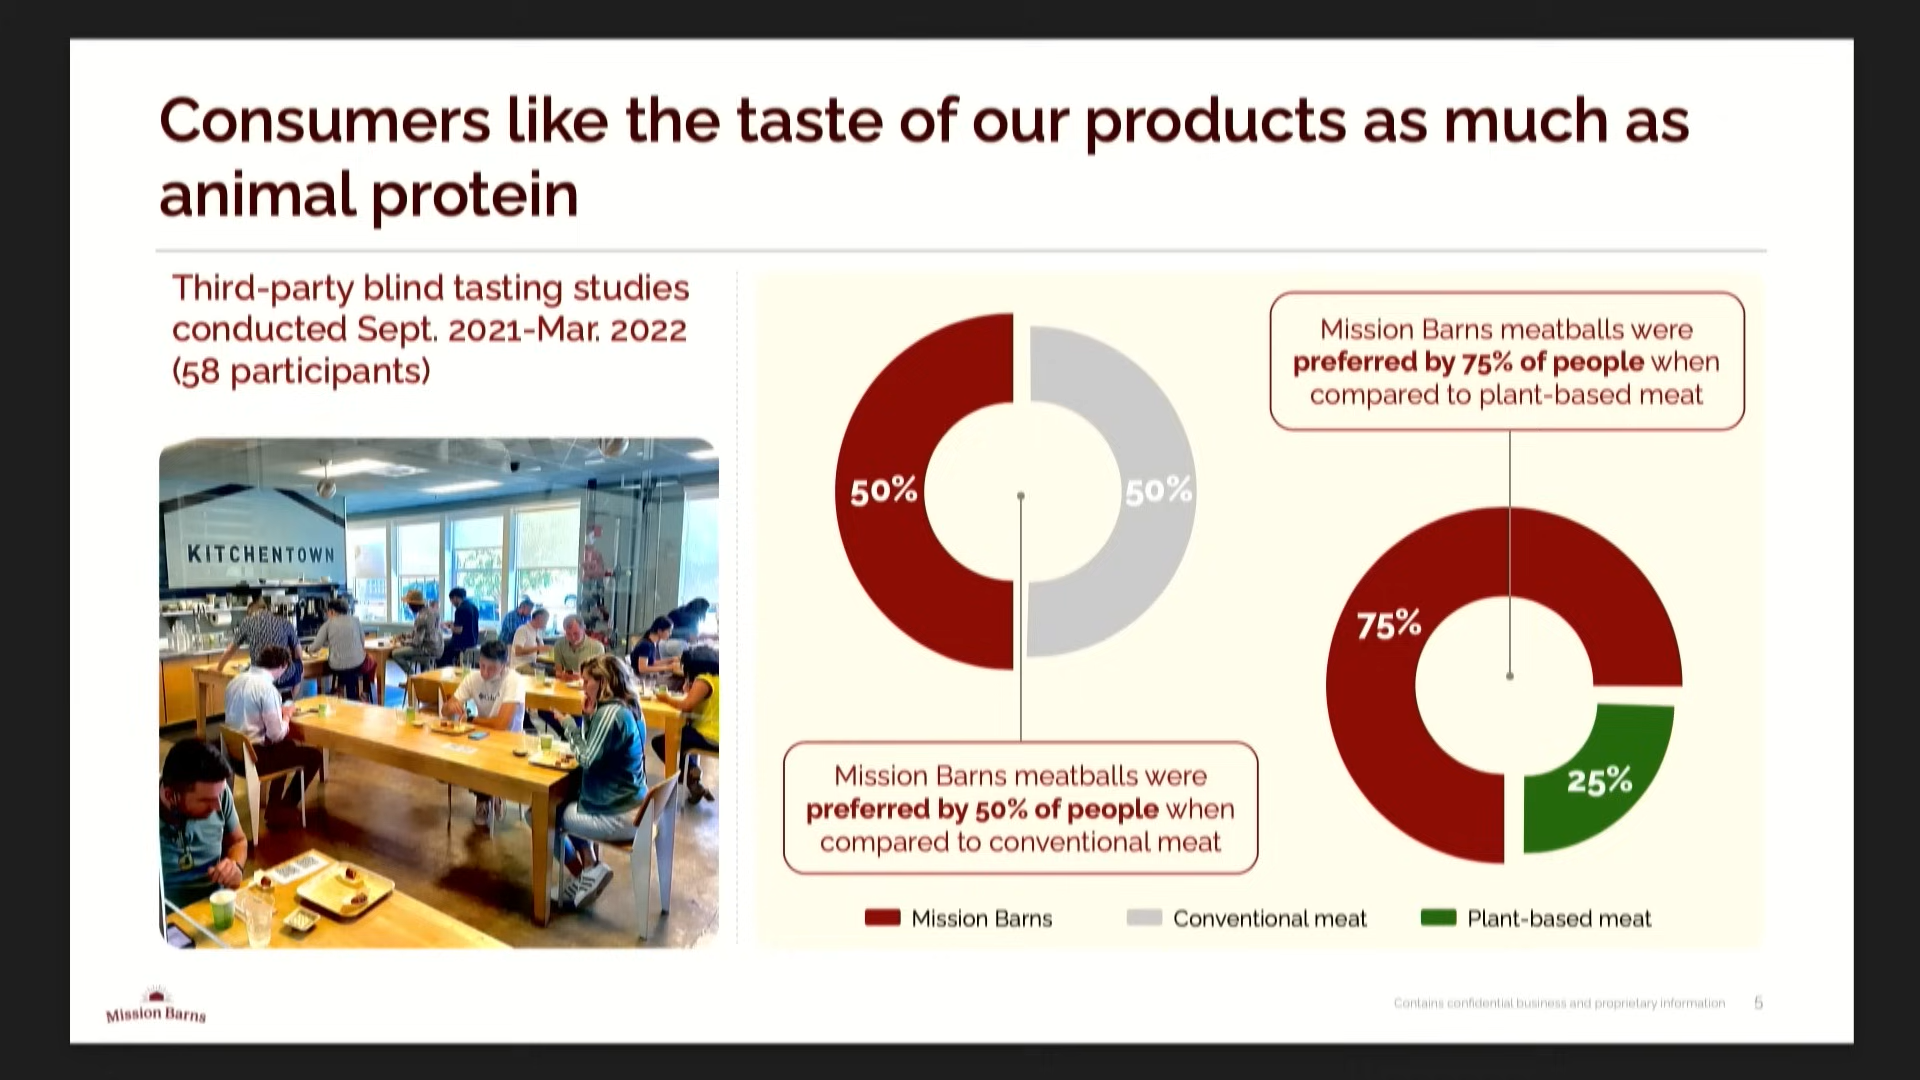 Consumers like the taste of our products as much as
animal protein
Third-party blind tasting studies
conducted Sept. 2021-Mar. 2022
(58 participants)
KITCHENTOWN
50%
50%
Mission Barns meatballs were
preferred by 50% of people when
compared to conventional meat
Mission Barns meatballs were
preferred by 75% of people when
compared to plant-based meat
75%
25%
Mission Barns
Conventional meat
Plant-based meat
Mission Barns
Contains confidential business and proprietary information
5